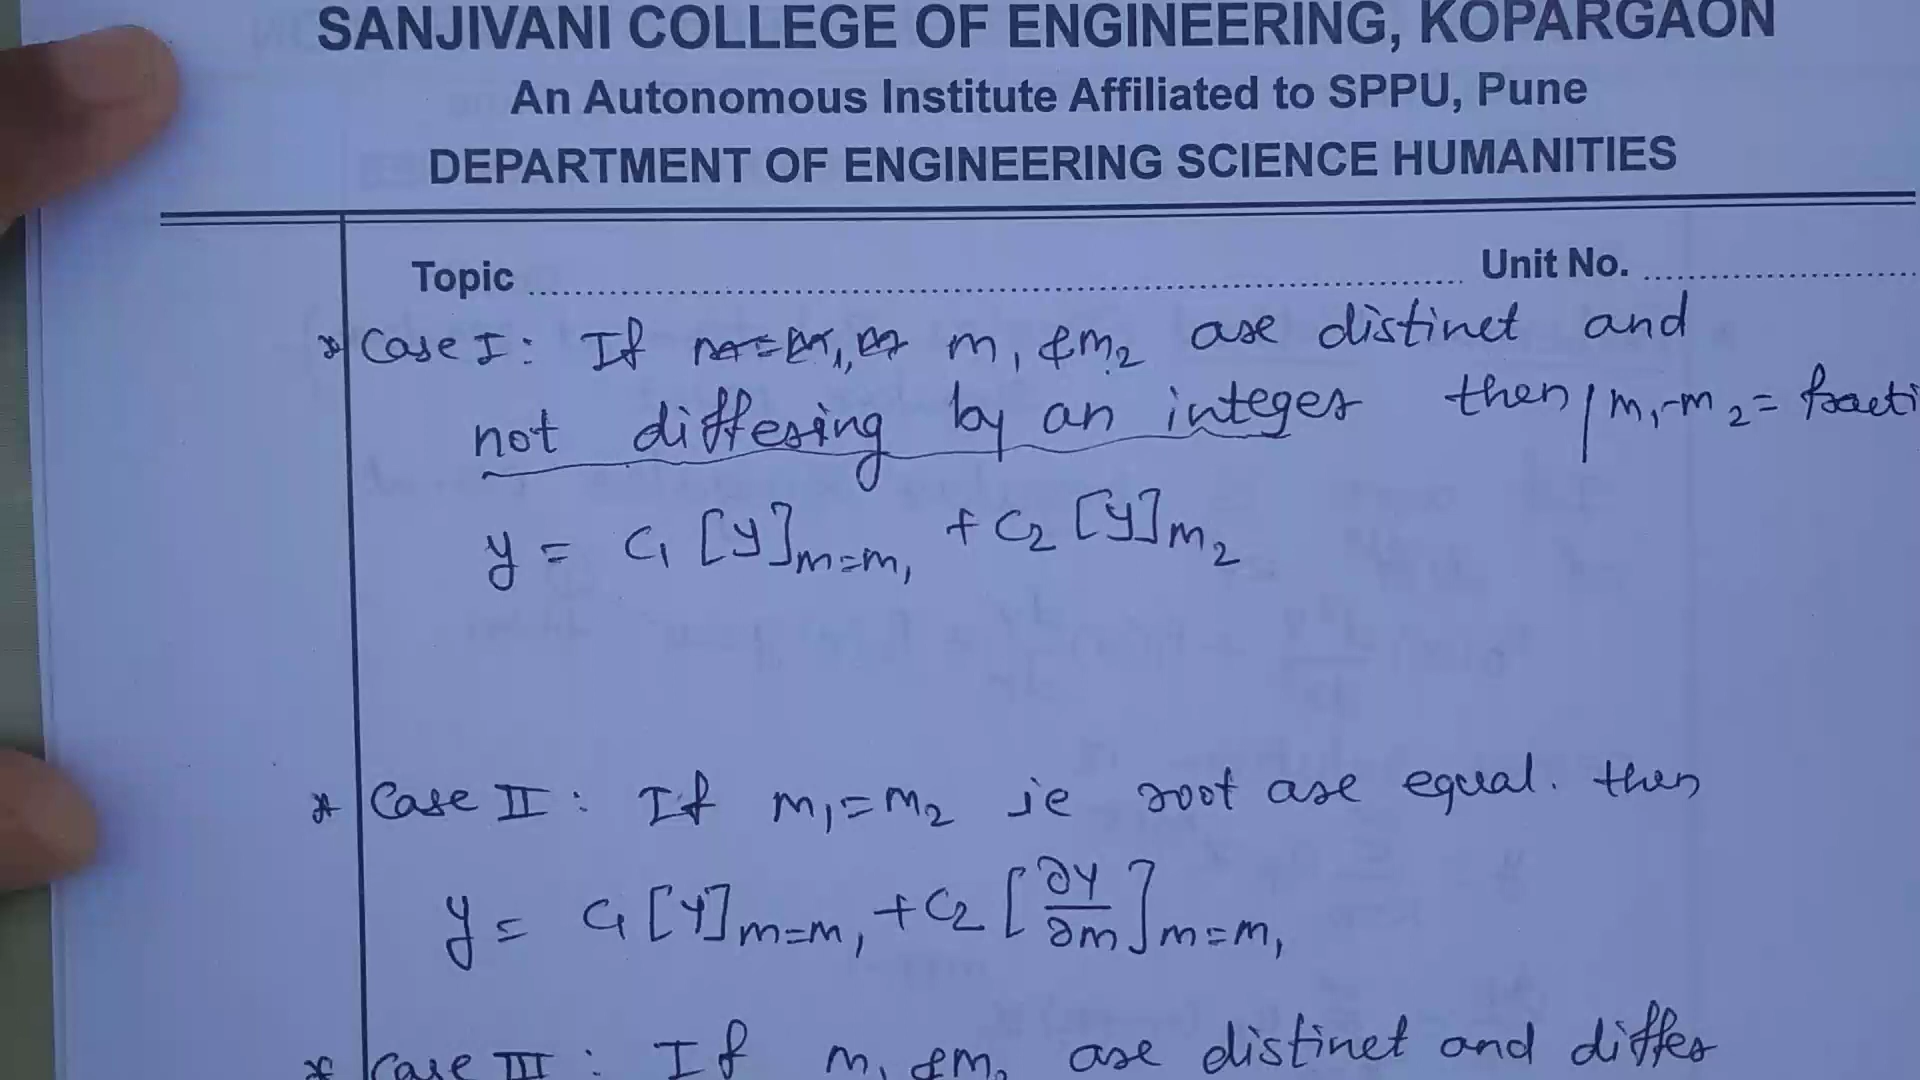 SANJIVANI COLLEGE OF ENGINEERING, KOPARGAON
An Autonomous Institute Affiliated to SPPU, Pune
DEPARTMENT OF ENGINEERING SCIENCE HUMANITIES
Topic ........ Unit No. ........
* Case I : If m₁ & m₂ are distinct and
not differing by an integer then / m₁-m₂ = fracti
y = C₁ [y]m=m₁ + C₂ [y]m₂
* Case II : If m₁=m₂ ie root are equal. then
y = C₁ [y]m=m₁ + C₂ [∂y/∂m]m=m₁
* Case III : If m₁ & m₂ are distinct and differ